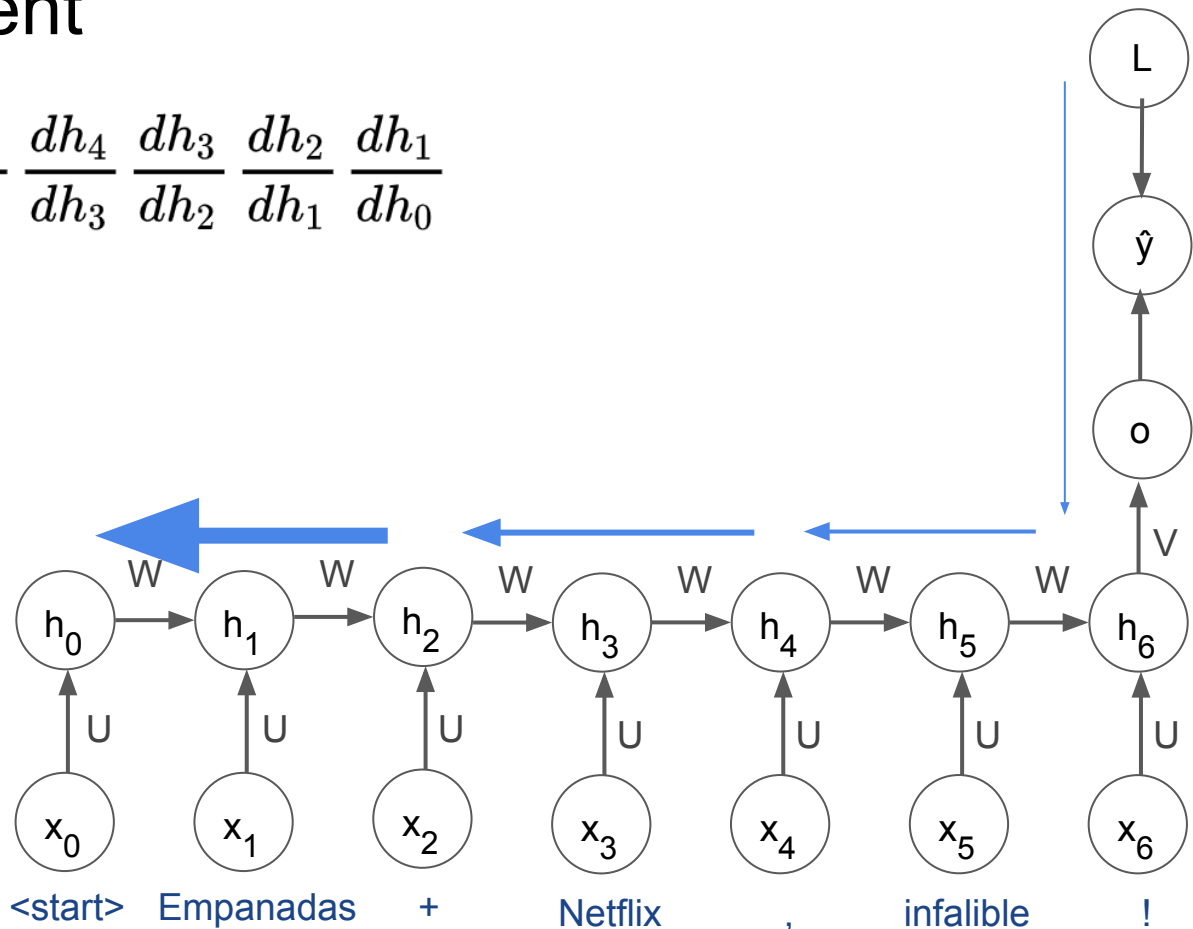 ent
dh₄ dh₃ dh₂ dh₁
dh₃ dh₂ dh₁ dh₀
L
ŷ
o
V
W W W W W W
h₀ h₁ h₂ h₃ h₄ h₅ h₆
U U U U U U U
x₀ x₁ x₂ x₃ x₄ x₅ x₆
<start> Empanadas + Netflix , infalible !